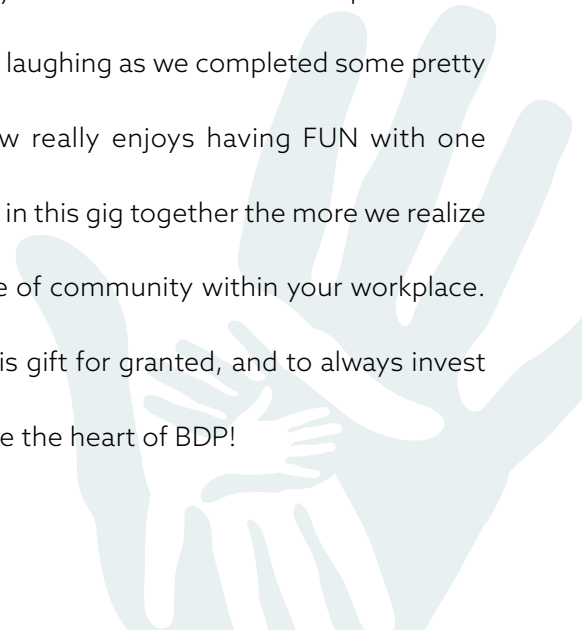 laughing as we completed some pretty
really enjoys having FUN with one
in this gig together the more we realize
of community within your workplace.
gift for granted, and to always invest
the heart of BDP!